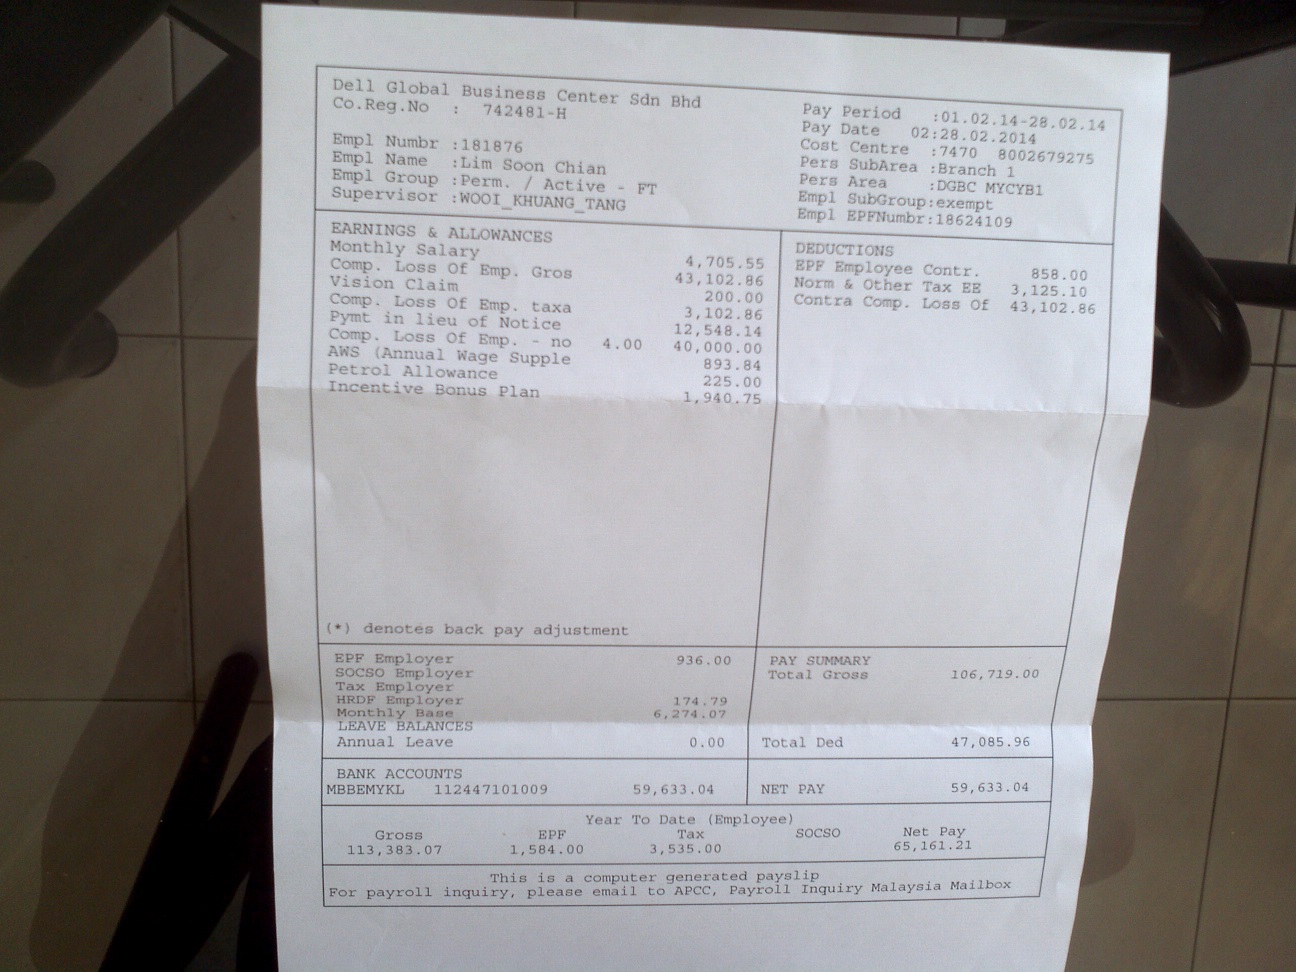 Dell Global Business Center Sdn Bhd
Co.Reg.No : 742481-H
Empl Numbr :181876
Empl Name :Lim Soon Chian
Empl Group :Perm. / Active - FT
Supervisor :WOOI_KHUANG_TANG
Pay Period :01.02.14-28.02.14
Pay Date 02:28.02.2014
Cost Centre :7470 8002679275
Pers SubArea :Branch 1
Pers Area :DGBC MYCYB1
Empl SubGroup:exempt
Empl EPFNumbr:18624109
EARNINGS & ALLOWANCES
Monthly Salary 4,705.55
Comp. Loss Of Emp. Gros 43,102.86
Vision Claim 200.00
Comp. Loss Of Emp. taxa 3,102.86
Pymt in lieu of Notice 12,548.14
Comp. Loss Of Emp. - no 4.00 40,000.00
AWS (Annual Wage Supple 893.84
Petrol Allowance 225.00
Incentive Bonus Plan 1,940.75
DEDUCTIONS
EPF Employee Contr. 858.00
Norm & Other Tax EE 3,125.10
Contra Comp. Loss Of 43,102.86
(*) denotes back pay adjustment
EPF Employer 936.00
SOCSO Employer
Tax Employer
HRDF Employer 174.79
Monthly Base 6,274.07
LEAVE BALANCES
Annual Leave 0.00
PAY SUMMARY
Total Gross 106,719.00
Total Ded 47,085.96
BANK ACCOUNTS
MBBEMYKL 112447101009 59,633.04
NET PAY 59,633.04
Year To Date (Employee)
Gross EPF Tax SOCSO Net Pay
113,383.07 1,584.00 3,535.00 65,161.21
This is a computer generated payslip
For payroll inquiry, please email to APCC, Payroll Inquiry Malaysia Mailbox